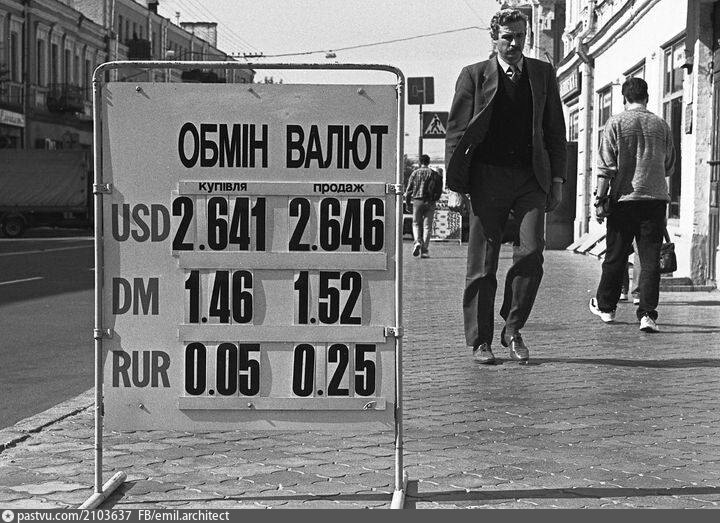 ОБМІН ВАЛЮТ
купівля продаж
USD 2.641 2.646
DM 1.46 1.52
RUR 0.05 0.25
pastvu.com/2103637 FB/emil.architect